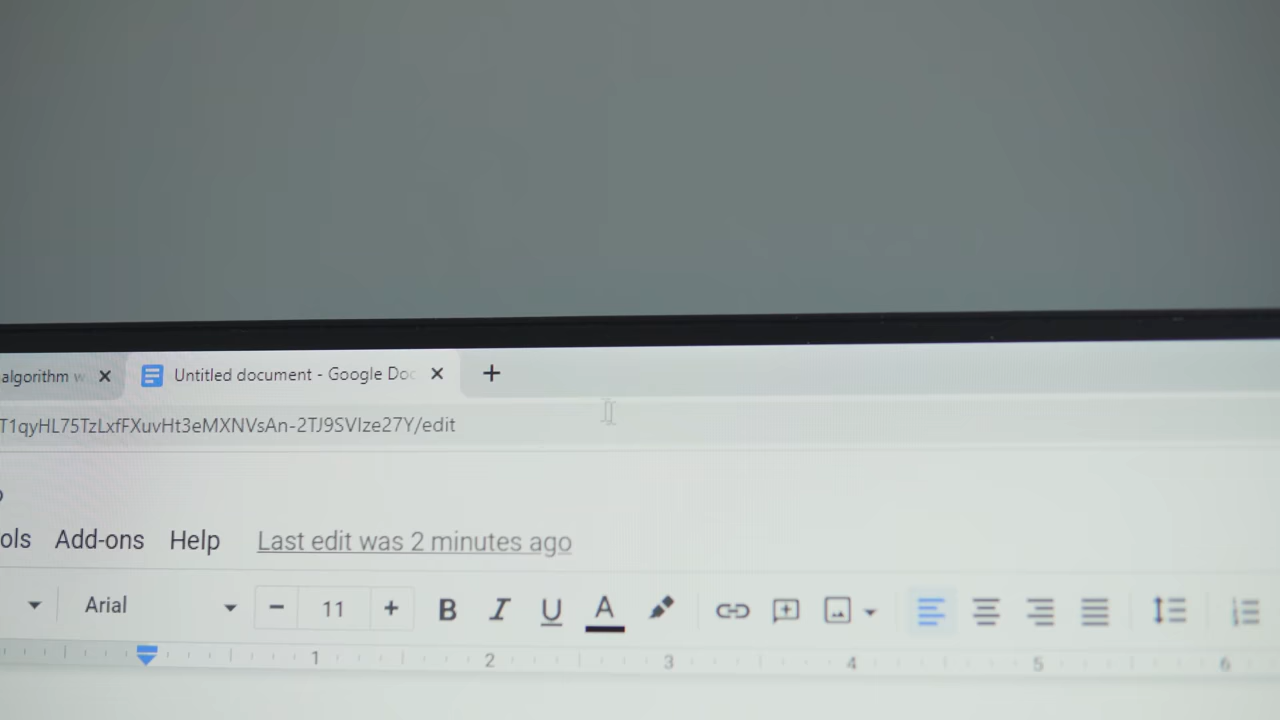 algorithm w
Untitled document - Google Doc
T1qyHL75TzLxfFXuvHt3eMXNVsAn-2TJ9SVIze27Y/edit
ols Add-ons Help Last edit was 2 minutes ago
Arial 11 B I U A
1 2 3 4 5 6